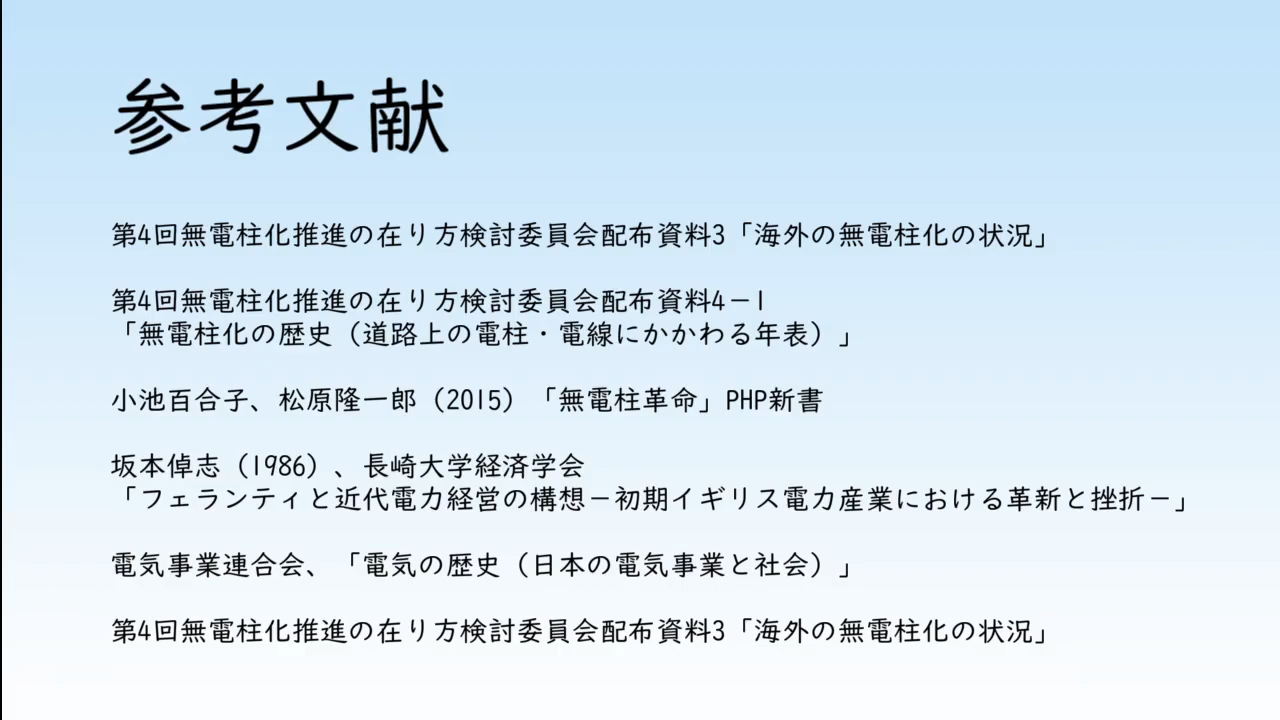 参考文献
第4回無電柱化推進の在り方検討委員会配布資料3「海外の無電柱化の状況」
第4回無電柱化推進の在り方検討委員会配布資料4－1
「無電柱化の歴史（道路上の電柱・電線にかかわる年表）」
小池百合子、松原隆一郎（2015）「無電柱革命」PHP新書
坂本倬志（1986）、長崎大学経済学会
「フェランティと近代電力経営の構想－初期イギリス電力産業における革新と挫折－」
電気事業連合会、「電気の歴史（日本の電気事業と社会）」
第4回無電柱化推進の在り方検討委員会配布資料3「海外の無電柱化の状況」